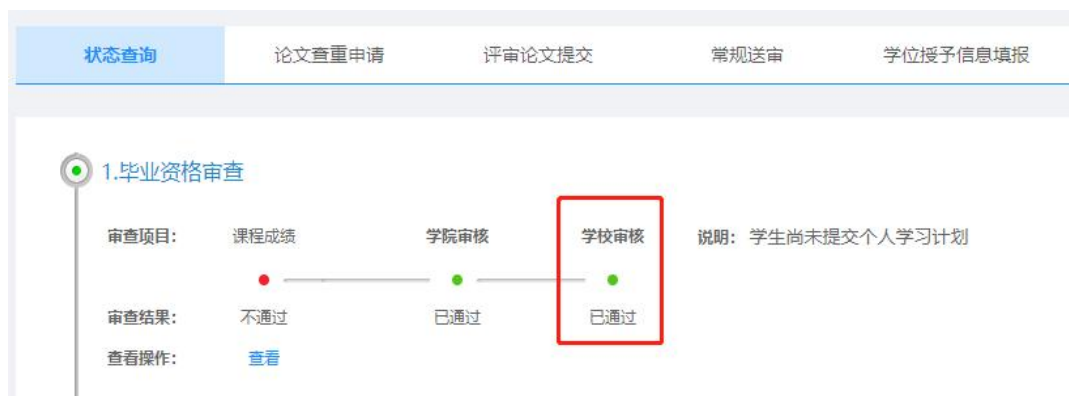 状态查询 论文查重申请 评审论文提交 常规送审 学位授予信息填报
1.毕业资格审查
审查项目： 课程成绩 学院审核 学校审核 说明：学生尚未提交个人学习计划
审查结果： 不通过 已通过 已通过
查看操作： 查看